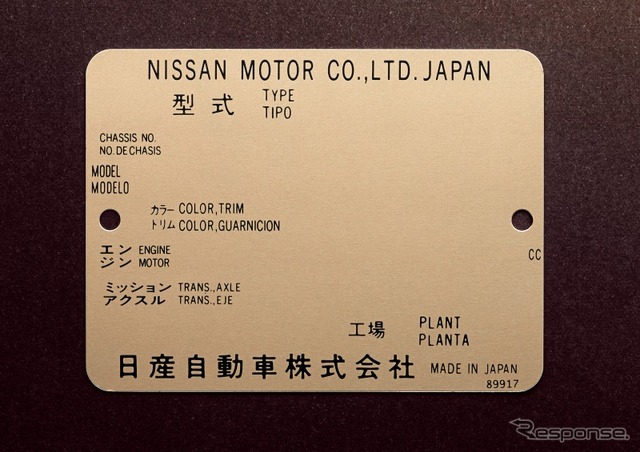 NISSAN MOTOR CO.,LTD. JAPAN
型式 TYPE
TIPO
CHASSIS NO.
NO. DE CHASIS
MODEL
MODELO
カラー COLOR,TRIM
トリム COLOR,GUARNICION
エン ENGINE
ジン MOTOR
CC
ミッション TRANS.,AXLE
アクスル TRANS.,EJE
工場 PLANT
PLANTA
日産自動車株式会社 MADE IN JAPAN
89917
Response.